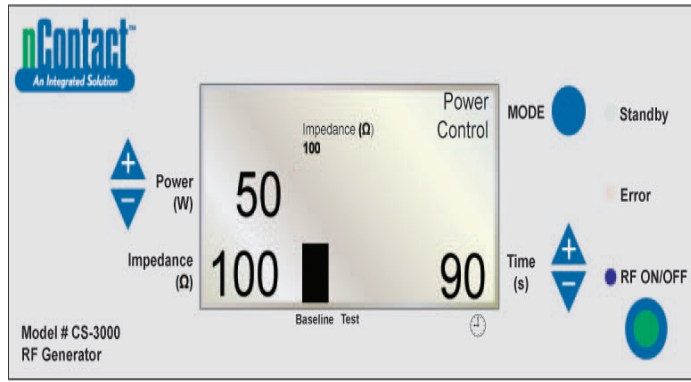 nContact™
An Integrated Solution
Power Control
Impedance (Ω)
100
MODE
Standby
+
−
Power (W)
50
Error
Impedance (Ω)
100
90
Time (s)
+
−
RF ON/OFF
Baseline Test
Model # CS-3000
RF Generator